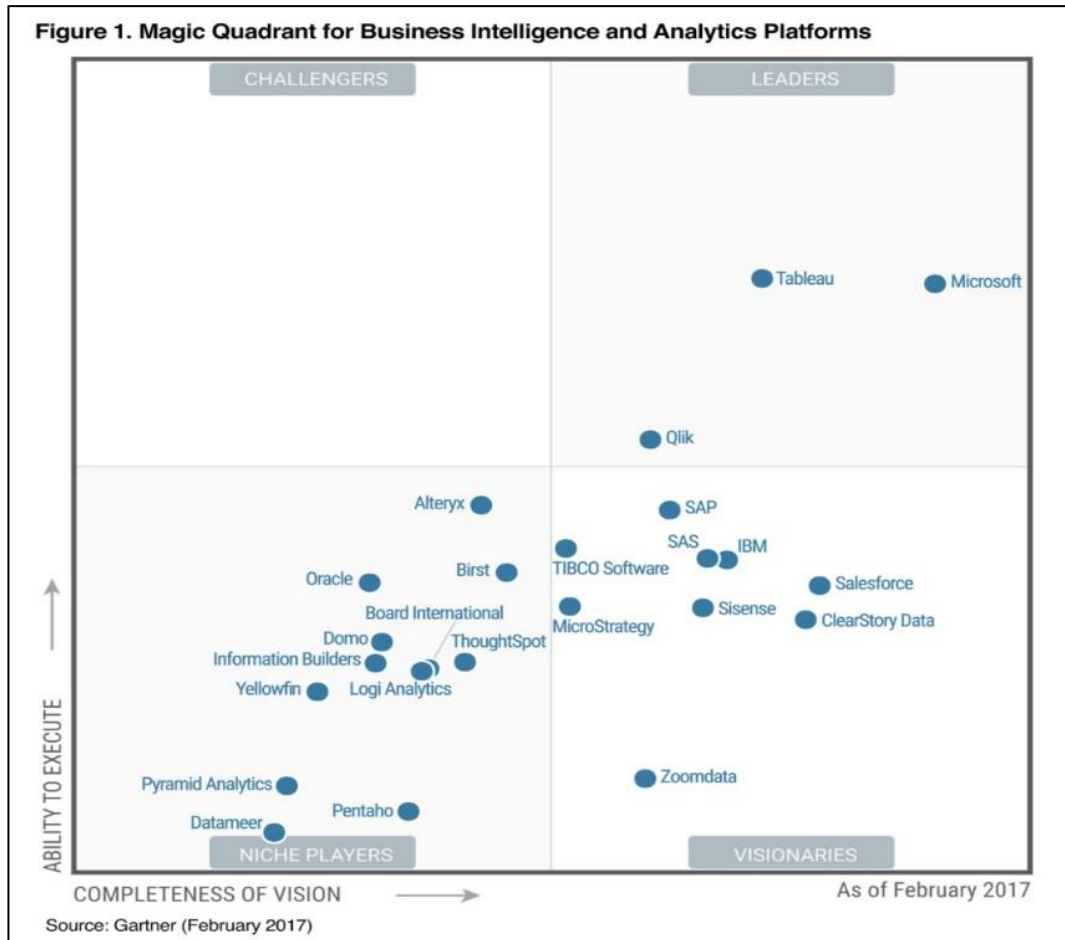 Figure 1. Magic Quadrant for Business Intelligence and Analytics Platforms
CHALLENGERS
LEADERS
Tableau
Microsoft
Qlik
Alteryx
SAP
SAS
IBM
TIBCO Software
Birst
Oracle
Salesforce
Sisense
Board International
MicroStrategy
ClearStory Data
Domo
ThoughtSpot
Information Builders
Logi Analytics
Yellowfin
Zoomdata
Pyramid Analytics
Pentaho
Datameer
NICHE PLAYERS
VISIONARIES
ABILITY TO EXECUTE
COMPLETENESS OF VISION
As of February 2017
Source: Gartner (February 2017)